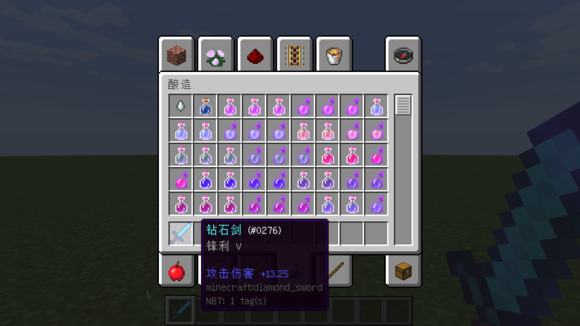 酿造
钻石剑 (#0276)
锋利 V
攻击伤害 +13.25
minecraft:diamond_sword
NBT: 1 tag(s)